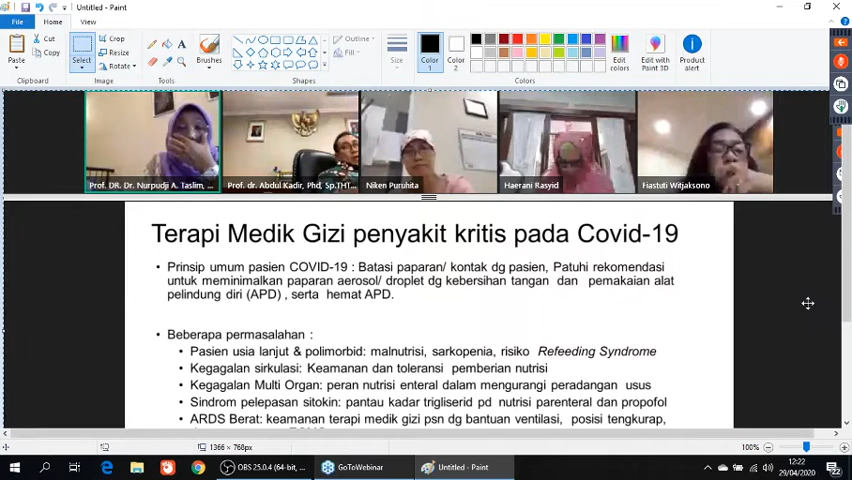 Untitled - Paint
File Home View
Paste
Cut
Copy
Clipboard
Select
Crop
Resize
Rotate
Image
Tools
Brushes
Outline
Fill
Shapes
Size
Color 1
Color 2
Colors
Edit colors
Edit with Paint 3D
Product alert
Prof. DR. Dr. Nurpudji A. Taslim, ...
Prof. dr. Abdul Kadir, Phd, Sp.THT...
Niken Puruhita
Haerani Rasyid
Fiastuti Witjaksono
Terapi Medik Gizi penyakit kritis pada Covid-19
• Prinsip umum pasien COVID-19 : Batasi paparan/ kontak dg pasien, Patuhi rekomendasi
untuk meminimalkan paparan aerosol/ droplet dg kebersihan tangan dan pemakaian alat
pelindung diri (APD) , serta hemat APD.
• Beberapa permasalahan :
• Pasien usia lanjut & polimorbid: malnutrisi, sarkopenia, risiko Refeeding Syndrome
• Kegagalan sirkulasi: Keamanan dan toleransi pemberian nutrisi
• Kegagalan Multi Organ: peran nutrisi enteral dalam mengurangi peradangan usus
• Sindrom pelepasan sitokin: pantau kadar trigliserid pd nutrisi parenteral dan propofol
• ARDS Berat: keamanan terapi medik gizi psn dg bantuan ventilasi, posisi tengkurap,
1366 × 768px
100%
OBS 25.0.4 (64-bit, ...
GoToWebinar
Untitled - Paint
12:22
29/04/2020
22